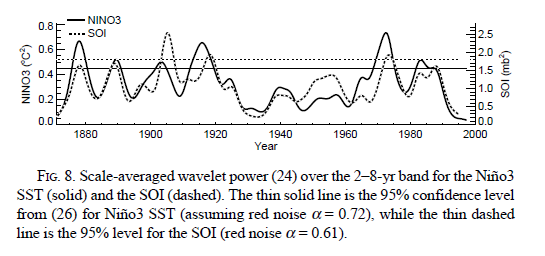 NINO3
SOI
0.8
0.6
0.4
0.2
0.0
NINO3 (°C²)
2.5
2.0
1.5
1.0
0.5
0.0
SOI (mb²)
1880 1900 1920 1940 1960 1980 2000
Year
FIG. 8. Scale-averaged wavelet power (24) over the 2–8-yr band for the Niño3
SST (solid) and the SOI (dashed). The thin solid line is the 95% confidence level
from (26) for Niño3 SST (assuming red noise α = 0.72), while the thin dashed
line is the 95% level for the SOI (red noise α = 0.61).